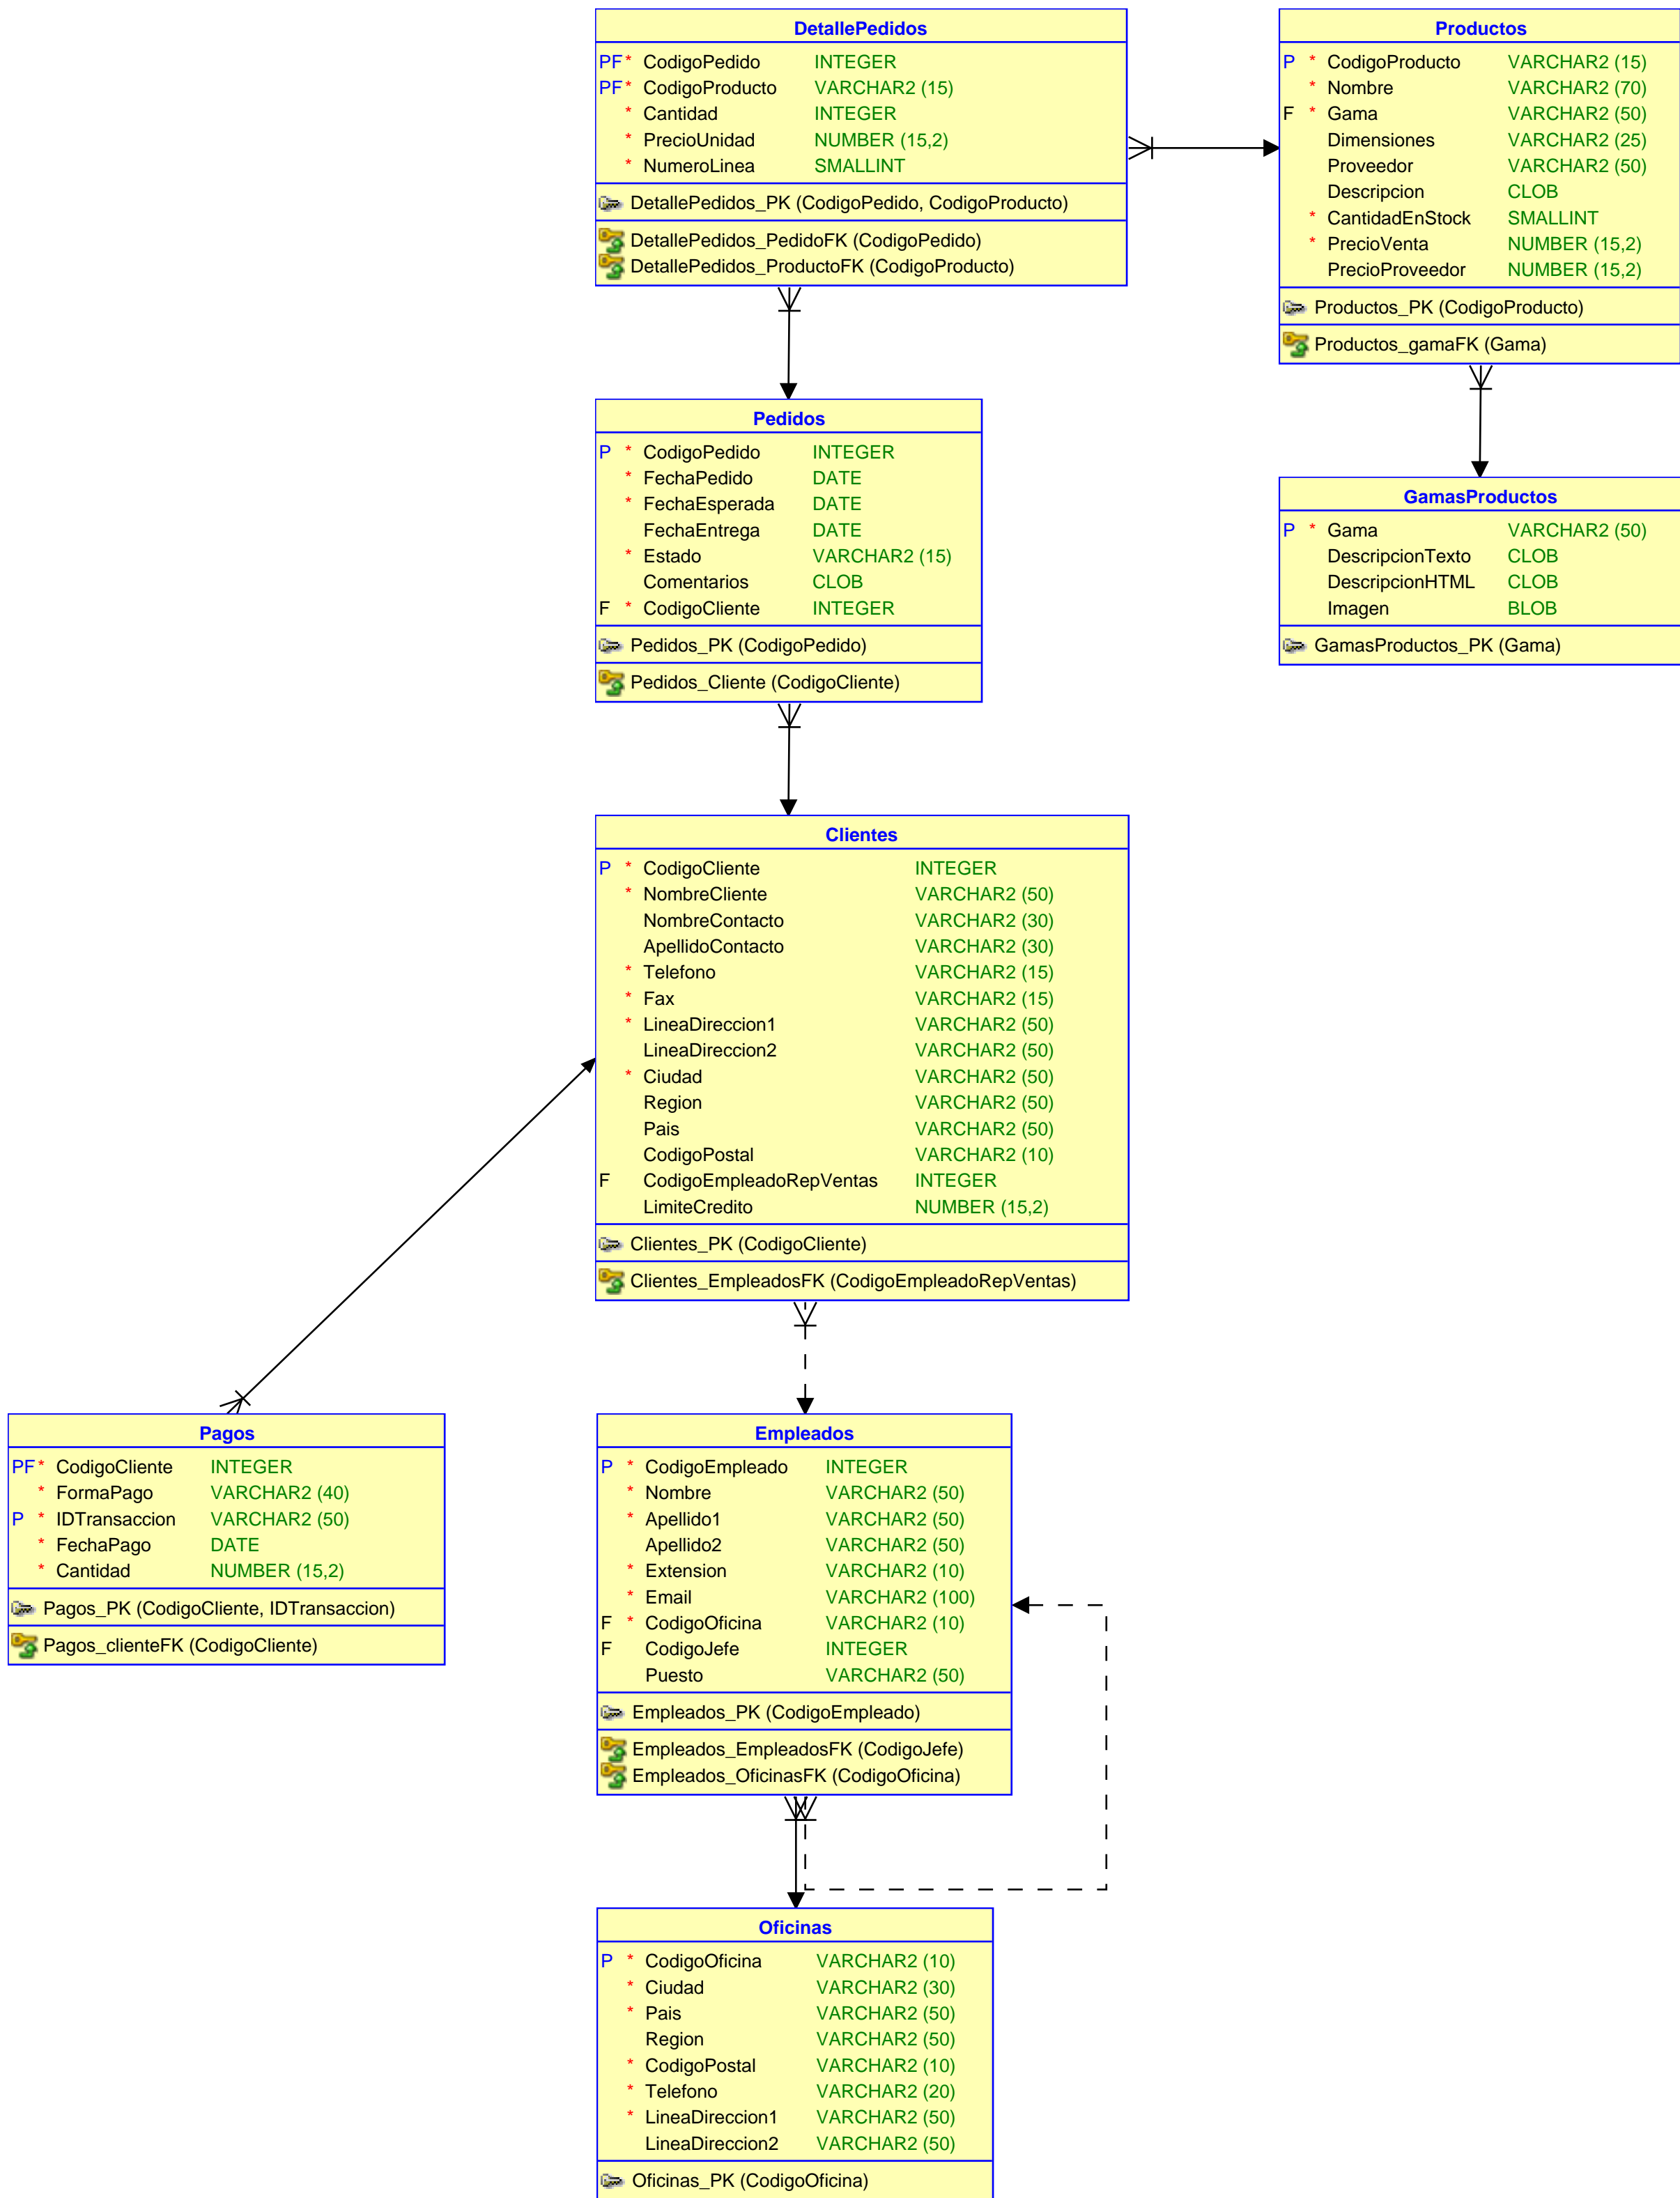 DetallePedidos
PF * CodigoPedido INTEGER
PF * CodigoProducto VARCHAR2 (15)
* Cantidad INTEGER
* PrecioUnidad NUMBER (15,2)
* NumeroLinea SMALLINT
DetallePedidos_PK (CodigoPedido, CodigoProducto)
DetallePedidos_PedidoFK (CodigoPedido)
DetallePedidos_ProductoFK (CodigoProducto)
Productos
P * CodigoProducto VARCHAR2 (15)
* Nombre VARCHAR2 (70)
F * Gama VARCHAR2 (50)
Dimensiones VARCHAR2 (25)
Proveedor VARCHAR2 (50)
Descripcion CLOB
* CantidadEnStock SMALLINT
* PrecioVenta NUMBER (15,2)
PrecioProveedor NUMBER (15,2)
Productos_PK (CodigoProducto)
Productos_gamaFK (Gama)
Pedidos
P * CodigoPedido INTEGER
* FechaPedido DATE
* FechaEsperada DATE
FechaEntrega DATE
* Estado VARCHAR2 (15)
Comentarios CLOB
F * CodigoCliente INTEGER
Pedidos_PK (CodigoPedido)
Pedidos_Cliente (CodigoCliente)
GamasProductos
P * Gama VARCHAR2 (50)
DescripcionTexto CLOB
DescripcionHTML CLOB
Imagen BLOB
GamasProductos_PK (Gama)
Clientes
P * CodigoCliente INTEGER
* NombreCliente VARCHAR2 (50)
NombreContacto VARCHAR2 (30)
ApellidoContacto VARCHAR2 (30)
* Telefono VARCHAR2 (15)
* Fax VARCHAR2 (15)
* LineaDireccion1 VARCHAR2 (50)
LineaDireccion2 VARCHAR2 (50)
* Ciudad VARCHAR2 (50)
Region VARCHAR2 (50)
Pais VARCHAR2 (50)
CodigoPostal VARCHAR2 (10)
F CodigoEmpleadoRepVentas INTEGER
LimiteCredito NUMBER (15,2)
Clientes_PK (CodigoCliente)
Clientes_EmpleadosFK (CodigoEmpleadoRepVentas)
Pagos
PF * CodigoCliente INTEGER
* FormaPago VARCHAR2 (40)
P * IDTransaccion VARCHAR2 (50)
* FechaPago DATE
* Cantidad NUMBER (15,2)
Pagos_PK (CodigoCliente, IDTransaccion)
Pagos_clienteFK (CodigoCliente)
Empleados
P * CodigoEmpleado INTEGER
* Nombre VARCHAR2 (50)
* Apellido1 VARCHAR2 (50)
Apellido2 VARCHAR2 (50)
* Extension VARCHAR2 (10)
* Email VARCHAR2 (100)
F * CodigoOficina VARCHAR2 (10)
F CodigoJefe INTEGER
Puesto VARCHAR2 (50)
Empleados_PK (CodigoEmpleado)
Empleados_EmpleadosFK (CodigoJefe)
Empleados_OficinasFK (CodigoOficina)
Oficinas
P * CodigoOficina VARCHAR2 (10)
* Ciudad VARCHAR2 (30)
* Pais VARCHAR2 (50)
Region VARCHAR2 (50)
* CodigoPostal VARCHAR2 (10)
* Telefono VARCHAR2 (20)
* LineaDireccion1 VARCHAR2 (50)
LineaDireccion2 VARCHAR2 (50)
Oficinas_PK (CodigoOficina)